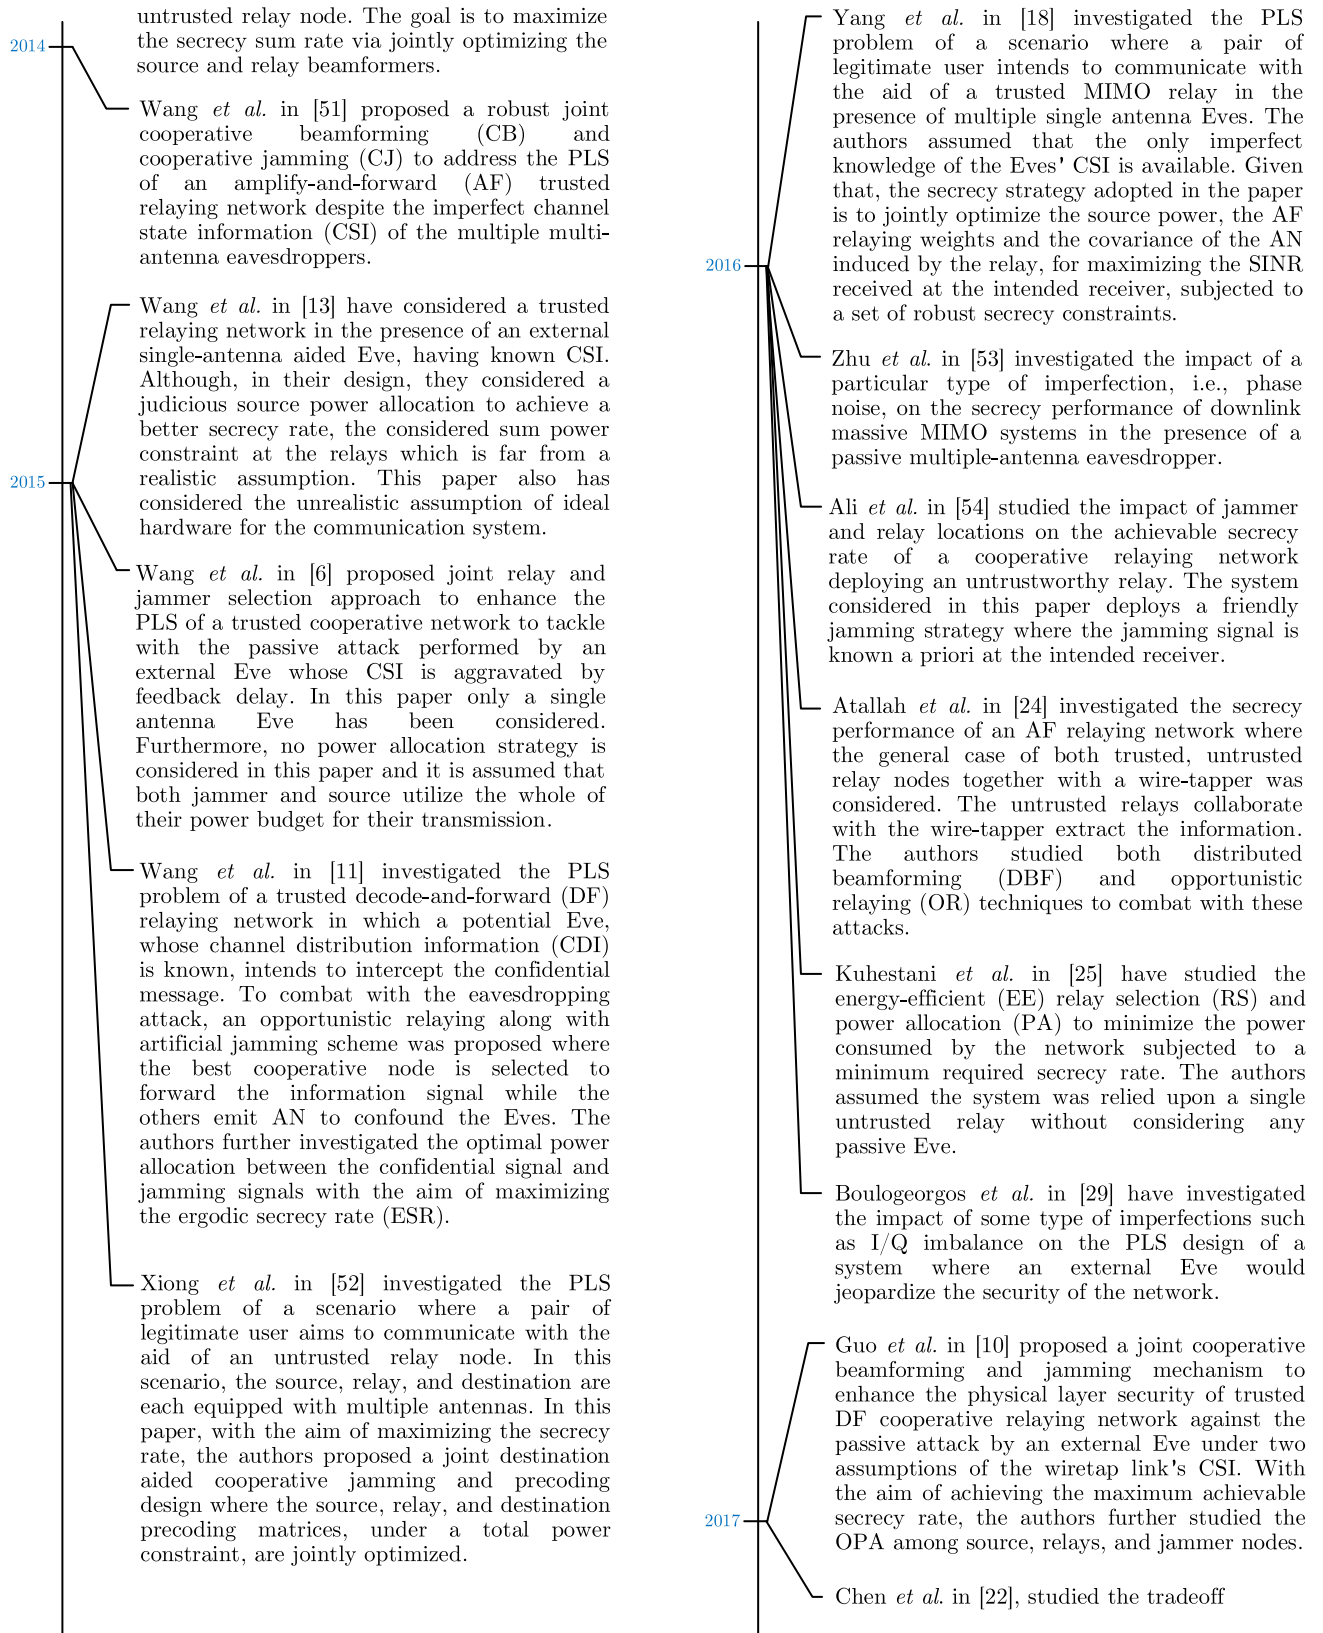 untrusted relay node. The goal is to maximize
2014
the secrecy sum rate via jointly optimizing the
source and relay beamformers.
Wang et al. in [51] proposed a robust joint
cooperative beamforming (CB) and
cooperative jamming (CJ) to address the PLS
of an amplify-and-forward (AF) trusted
relaying network despite the imperfect channel
state information (CSI) of the multiple multi-
antenna eavesdroppers.
Wang et al. in [13] have considered a trusted
relaying network in the presence of an external
single-antenna aided Eve, having known CSI.
Although, in their design, they considered a
judicious source power allocation to achieve a
better secrecy rate, the considered sum power
constraint at the relays which is far from a
realistic assumption. This paper also has
2015
considered the unrealistic assumption of ideal
hardware for the communication system.
Wang et al. in [6] proposed joint relay and
jammer selection approach to enhance the
PLS of a trusted cooperative network to tackle
with the passive attack performed by an
external Eve whose CSI is aggravated by
feedback delay. In this paper only a single
antenna Eve has been considered.
Furthermore, no power allocation strategy is
considered in this paper and it is assumed that
both jammer and source utilize the whole of
their power budget for their transmission.
Wang et al. in [11] investigated the PLS
problem of a trusted decode-and-forward (DF)
relaying network in which a potential Eve,
whose channel distribution information (CDI)
is known, intends to intercept the confidential
message. To combat with the eavesdropping
attack, an opportunistic relaying along with
artificial jamming scheme was proposed where
the best cooperative node is selected to
forward the information signal while the
others emit AN to confound the Eves. The
authors further investigated the optimal power
allocation between the confidential signal and
jamming signals with the aim of maximizing
the ergodic secrecy rate (ESR).
Xiong et al. in [52] investigated the PLS
problem of a scenario where a pair of
legitimate user aims to communicate with the
aid of an untrusted relay node. In this
scenario, the source, relay, and destination are
each equipped with multiple antennas. In this
paper, with the aim of maximizing the secrecy
rate, the authors proposed a joint destination
aided cooperative jamming and precoding
design where the source, relay, and destination
precoding matrices, under a total power
constraint, are jointly optimized.
Yang et al. in [18] investigated the PLS
problem of a scenario where a pair of
legitimate user intends to communicate with
the aid of a trusted MIMO relay in the
presence of multiple single antenna Eves. The
authors assumed that the only imperfect
knowledge of the Eves' CSI is available. Given
that, the secrecy strategy adopted in the paper
is to jointly optimize the source power, the AF
relaying weights and the covariance of the AN
2016
induced by the relay, for maximizing the SINR
received at the intended receiver, subjected to
a set of robust secrecy constraints.
Zhu et al. in [53] investigated the impact of a
particular type of imperfection, i.e., phase
noise, on the secrecy performance of downlink
massive MIMO systems in the presence of a
passive multiple-antenna eavesdropper.
Ali et al. in [54] studied the impact of jammer
and relay locations on the achievable secrecy
rate of a cooperative relaying network
deploying an untrustworthy relay. The system
considered in this paper deploys a friendly
jamming strategy where the jamming signal is
known a priori at the intended receiver.
Atallah et al. in [24] investigated the secrecy
performance of an AF relaying network where
the general case of both trusted, untrusted
relay nodes together with a wire-tapper was
considered. The untrusted relays collaborate
with the wire-tapper extract the information.
The authors studied both distributed
beamforming (DBF) and opportunistic
relaying (OR) techniques to combat with these
attacks.
Kuhestani et al. in [25] have studied the
energy-efficient (EE) relay selection (RS) and
power allocation (PA) to minimize the power
consumed by the network subjected to a
minimum required secrecy rate. The authors
assumed the system was relied upon a single
untrusted relay without considering any
passive Eve.
Boulogeorgos et al. in [29] have investigated
the impact of some type of imperfections such
as I/Q imbalance on the PLS design of a
system where an external Eve would
jeopardize the security of the network.
Guo et al. in [10] proposed a joint cooperative
beamforming and jamming mechanism to
enhance the physical layer security of trusted
DF cooperative relaying network against the
passive attack by an external Eve under two
assumptions of the wiretap link's CSI. With
the aim of achieving the maximum achievable
2017
secrecy rate, the authors further studied the
OPA among source, relays, and jammer nodes.
Chen et al. in [22], studied the tradeoff